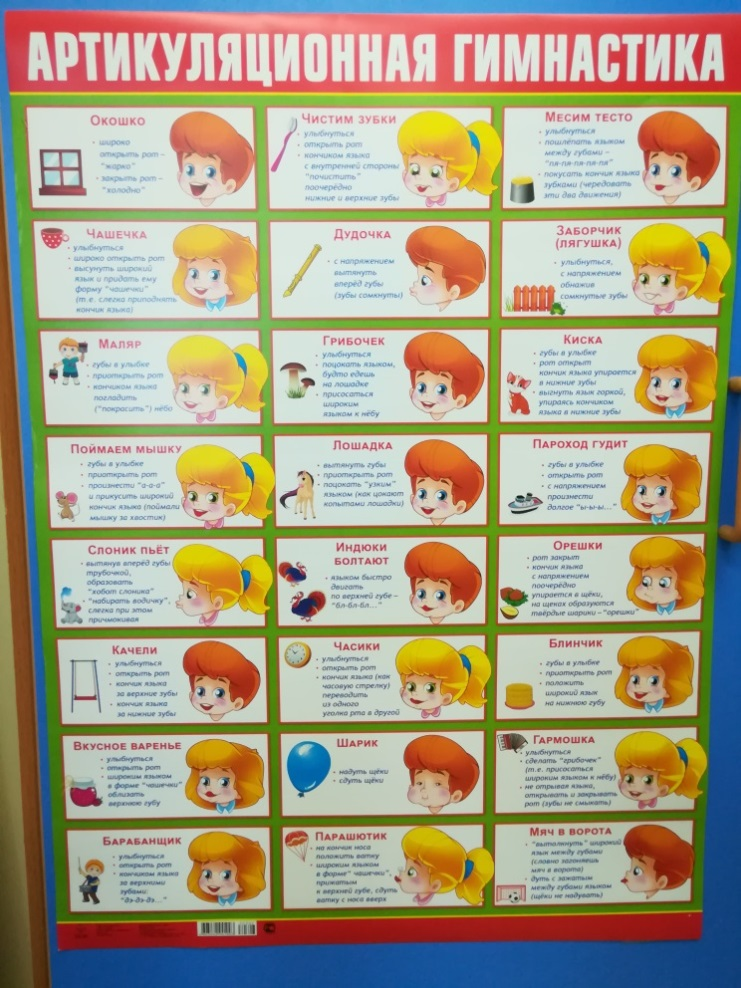 АРТИКУЛЯЦИОННАЯ ГИМНАСТИКА
ОКОШКО
• широко
открыть рот –
"жарко"
• закрыть рот –
"холодно"
ЧИСТИМ ЗУБКИ
• улыбнуться
• открыть рот
• кончиком языка
с внутренней стороны
"почистить"
поочерёдно
нижние и верхние зубы
МЕСИМ ТЕСТО
• улыбнуться
• пошлёпать языком
между губами –
"пя-пя-пя-пя-пя"
• покусать кончик языка
зубками (чередовать
эти два движения)
ЧАШЕЧКА
• улыбнуться
• широко открыть рот
• высунуть широкий
язык и придать ему
форму "чашечки"
(т.е. слегка приподнять
кончик языка)
ДУДОЧКА
• с напряжением
вытянуть
вперёд губы
(зубы сомкнуты)
ЗАБОРЧИК
(ЛЯГУШКА)
• улыбнуться,
с напряжением
обнажив
сомкнутые зубы
МАЛЯР
• губы в улыбке
• приоткрыть рот
• кончиком языка
погладить
("покрасить") нёбо
ГРИБОЧЕК
• улыбнуться
• поцокать языком,
будто едешь
на лошадке
• присосаться
широким
языком к нёбу
КИСКА
• губы в улыбке
• рот открыт
• кончик языка упирается
в нижние зубы
• выгнуть язык горкой,
упираясь кончиком
языка в нижние зубы
ПОЙМАЕМ МЫШКУ
• губы в улыбке
• приоткрыть рот
• произнести "а-а-а"
и прикусить широкий
кончик языка (поймали
мышку за хвостик)
ЛОШАДКА
• вытянуть губы
• приоткрыть рот
• поцокать "узким"
языком (как цокают
копытами лошадки)
ПАРОХОД ГУДИТ
• губы в улыбке
• открыть рот
• с напряжением
произнести
долгое "ы-ы-ы..."
СЛОНИК ПЬЁТ
• вытянув вперёд губы
трубочкой,
образовать
"хобот слоника"
• "набирать водичку",
слегка при этом
причмокивая
ИНДЮКИ
БОЛТАЮТ
• языком быстро
двигать
по верхней губе –
"бл-бл-бл..."
ОРЕШКИ
• рот закрыт
• кончик языка
с напряжением
поочерёдно
упирается в щёки,
на щеках образуются
твёрдые шарики – "орешки"
КАЧЕЛИ
• улыбнуться
• открыть рот
• кончик языка
за верхние зубы
• кончик языка
за нижние зубы
ЧАСИКИ
• улыбнуться
• открыть рот
• кончик языка (как
часовую стрелку)
переводить
из одного
уголка рта в другой
БЛИНЧИК
• губы в улыбке
• приоткрыть рот
• положить
широкий язык
на нижнюю губу
ВКУСНОЕ ВАРЕНЬЕ
• улыбнуться
• открыть рот
• широким языком
в форме "чашечки"
облизать
верхнюю губу
ШАРИК
• надуть щёки
• сдуть щёки
ГАРМОШКА
• улыбнуться
• сделать "грибочек"
(т.е. присосаться
широким языком к нёбу)
• не отрывая языка,
открывать и закрывать
рот (зубы не смыкать)
БАРАБАНЩИК
• улыбнуться
• открыть рот
• кончиком языка
за верхними
зубами:
"дэ-дэ-дэ..."
ПАРАШЮТИК
• на кончик носа
положить ватку
• широким языком
в форме "чашечки",
прижатым
к верхней губе, сдуть
ватку с носа вверх
МЯЧ В ВОРОТА
• "вытолкнуть" широкий
язык между губами
(словно загоняешь
мяч в ворота)
• дуть с зажатым
между губами языком
(щёки не надувать)